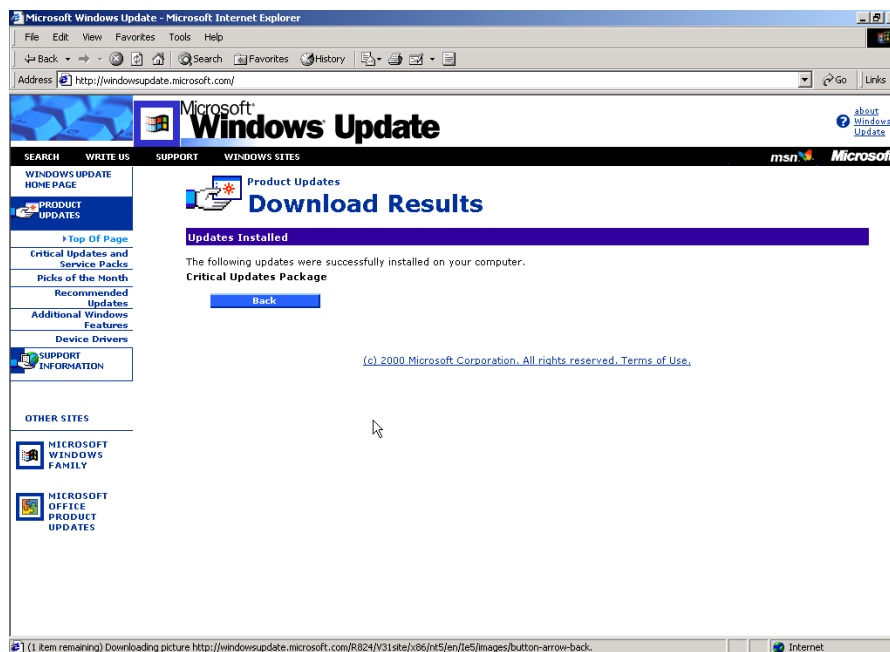 Microsoft Windows Update - Microsoft Internet Explorer
File Edit View Favorites Tools Help
Back Search Favorites History
Address http://windowsupdate.microsoft.com/ Go Links
Microsoft
Windows Update
about
Windows
Update
SEARCH WRITE US SUPPORT WINDOWS SITES msn Microsoft
WINDOWS UPDATE
HOME PAGE
PRODUCT
UPDATES
Top Of Page
Critical Updates and
Service Packs
Picks of the Month
Recommended
Updates
Additional Windows
Features
Device Drivers
SUPPORT
INFORMATION
OTHER SITES
MICROSOFT
WINDOWS
FAMILY
MICROSOFT
OFFICE
PRODUCT
UPDATES
Product Updates
Download Results
Updates Installed
The following updates were successfully installed on your computer.
Critical Updates Package
Back
(c) 2000 Microsoft Corporation. All rights reserved. Terms of Use.
(1 item remaining) Downloading picture http://windowsupdate.microsoft.com/R824/V31site/x86/nt5/en/Ie5/images/button-arrow-back. Internet